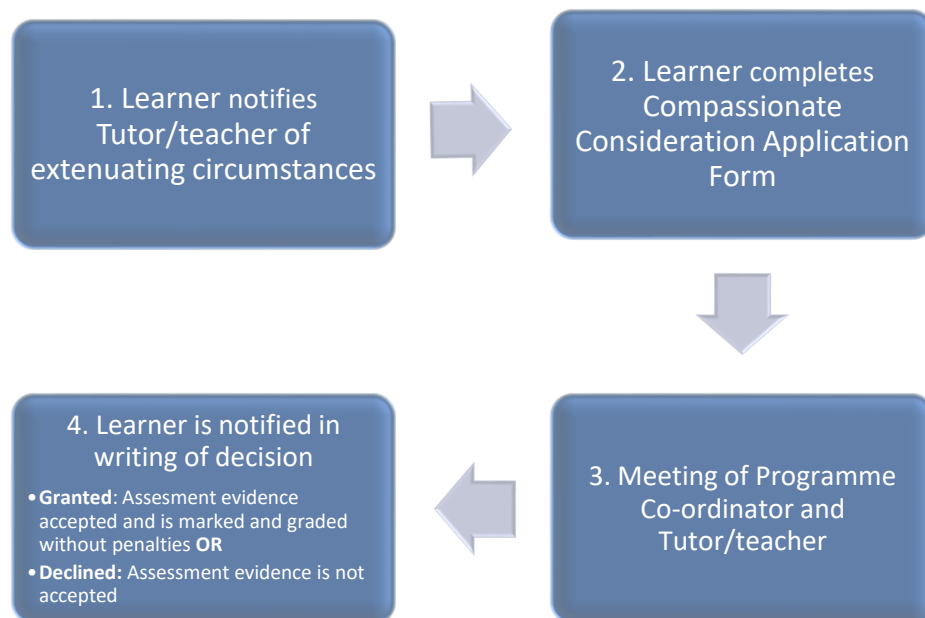 1. Learner notifies
Tutor/teacher of
extenuating circumstances
2. Learner completes
Compassionate
Consideration Application
Form
3. Meeting of Programme
Co-ordinator and
Tutor/teacher
4. Learner is notified in
writing of decision
•Granted: Assesment evidence
accepted and is marked and graded
without penalties OR
•Declined: Assessment evidence is not
accepted